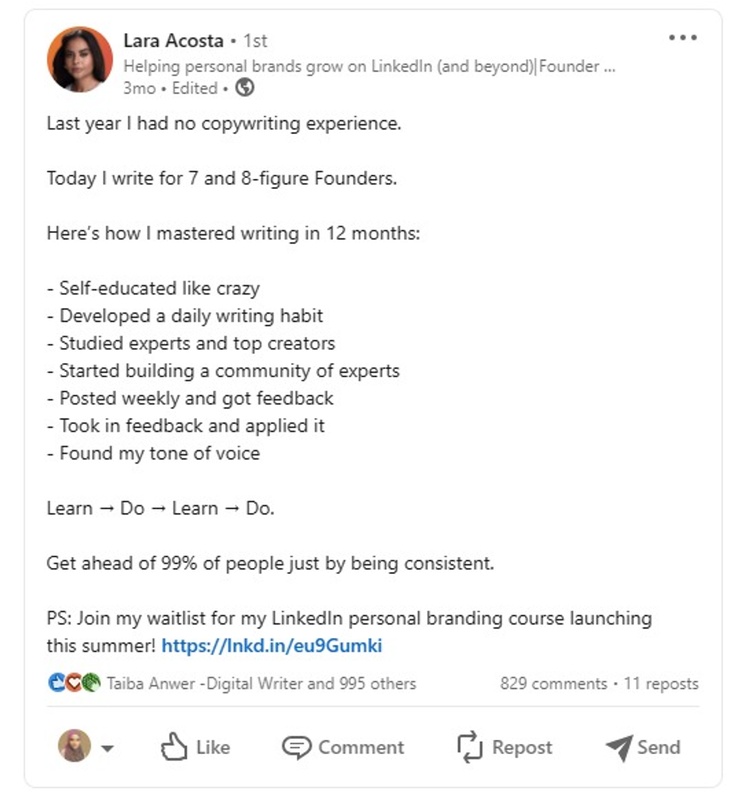 Lara Acosta • 1st
Helping personal brands grow on LinkedIn (and beyond)|Founder ...
3mo • Edited •
Last year I had no copywriting experience.
Today I write for 7 and 8-figure Founders.
Here's how I mastered writing in 12 months:
- Self-educated like crazy
- Developed a daily writing habit
- Studied experts and top creators
- Started building a community of experts
- Posted weekly and got feedback
- Took in feedback and applied it
- Found my tone of voice
Learn → Do → Learn → Do.
Get ahead of 99% of people just by being consistent.
PS: Join my waitlist for my LinkedIn personal branding course launching
this summer! https://lnkd.in/eu9Gumki
Taiba Anwer -Digital Writer and 995 others 829 comments • 11 reposts
Like Comment Repost Send